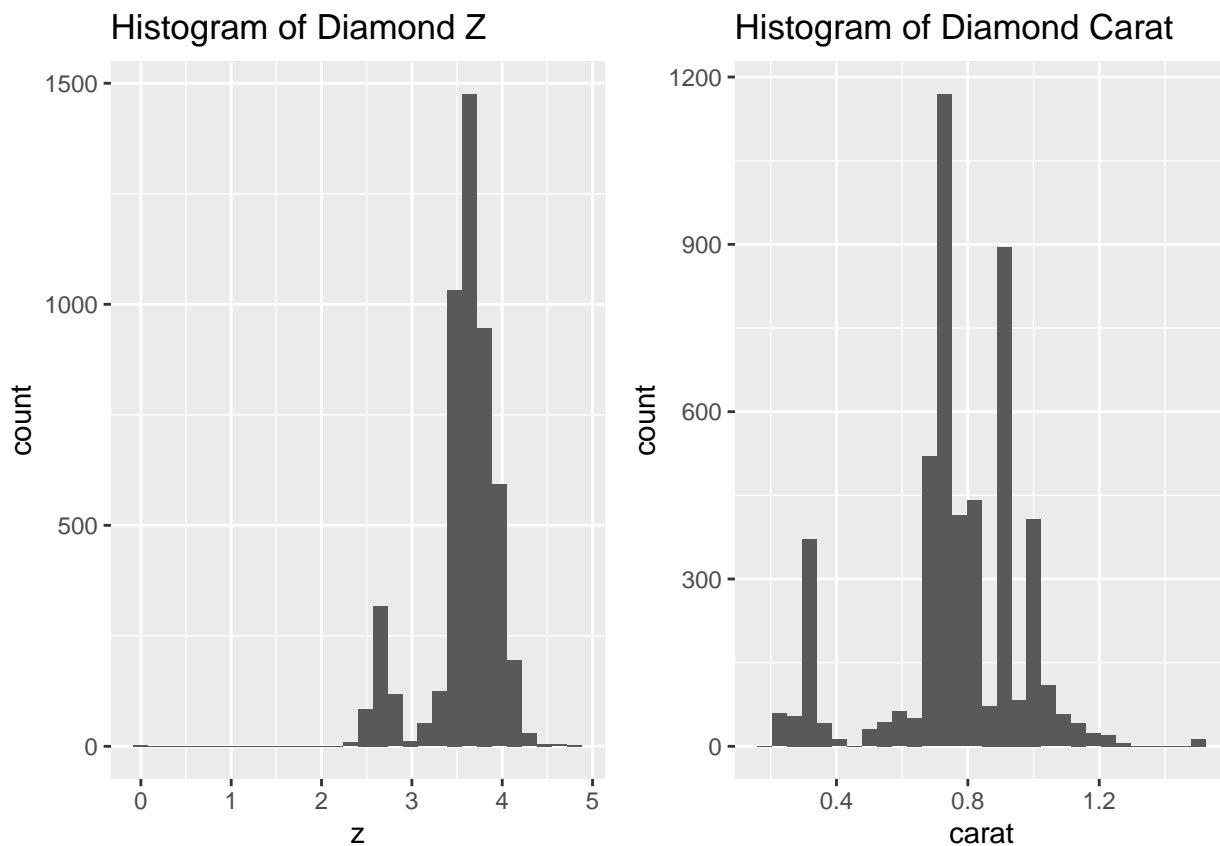 Histogram of Diamond Z
1500
1000
500
0
count
0 1 2 3 4 5
z
Histogram of Diamond Carat
1200
900
600
300
0
count
0.4 0.8 1.2
carat